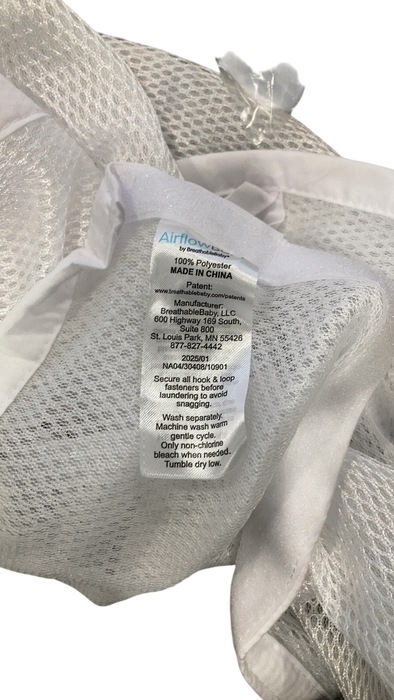 Airflow
by BreathableBaby®
100% Polyester
MADE IN CHINA
Patent:
www.breathablebaby.com/patents
Manufacturer:
BreathableBaby, LLC
600 Highway 169 South,
Suite 800
St. Louis Park, MN 55426
877-827-4442
2025/01
NA04/30408/10901
Secure all hook & loop
fasteners before
laundering to avoid
snagging.
Wash separately.
Machine wash warm
gentle cycle.
Only non-chlorine
bleach when needed.
Tumble dry low.